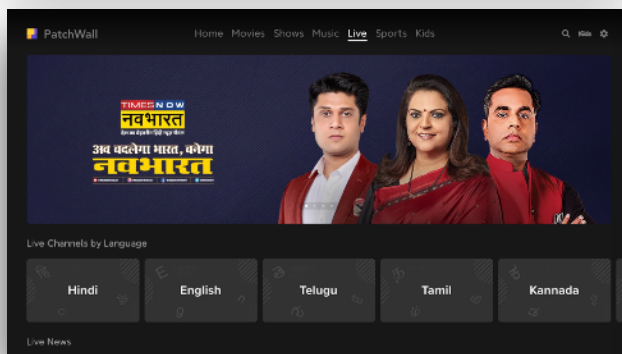 PatchWall
Home Movies Shows Music Live Sports Kids
TIMES NOW
नवभारत
अब बदलेगा भारत, बनेगा
नवभारत
Live Channels by Language
Hindi
English
Telugu
Tamil
Kannada
Live News